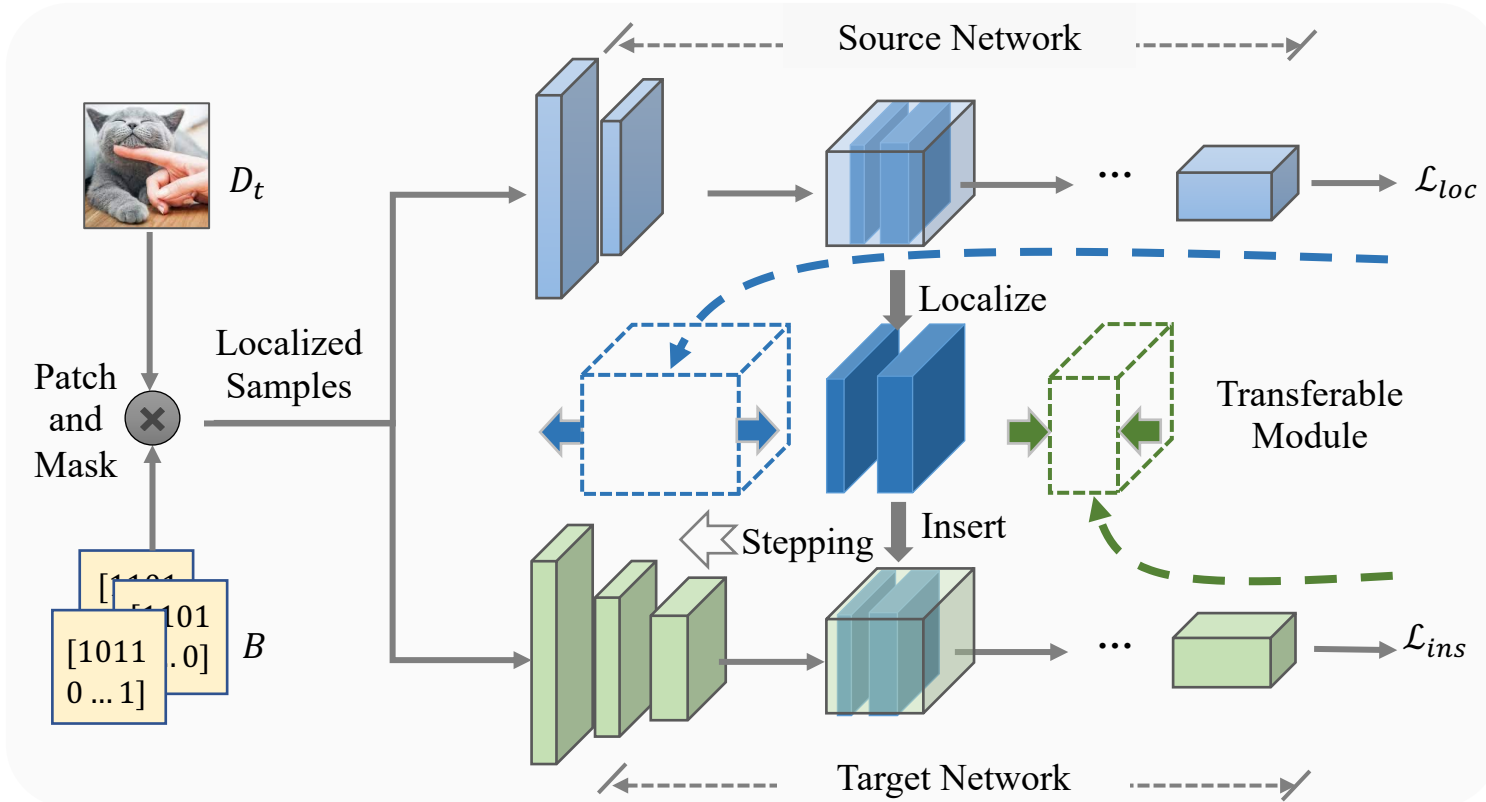 Source Network
D_t
ℒ_loc
...
Localize
Localized
Samples
Patch
and
Mask
Transferable
Module
Stepping
Insert
[1101
[1101
... 0]
[1011
0 ... 1]
B
...
ℒ_ins
Target Network